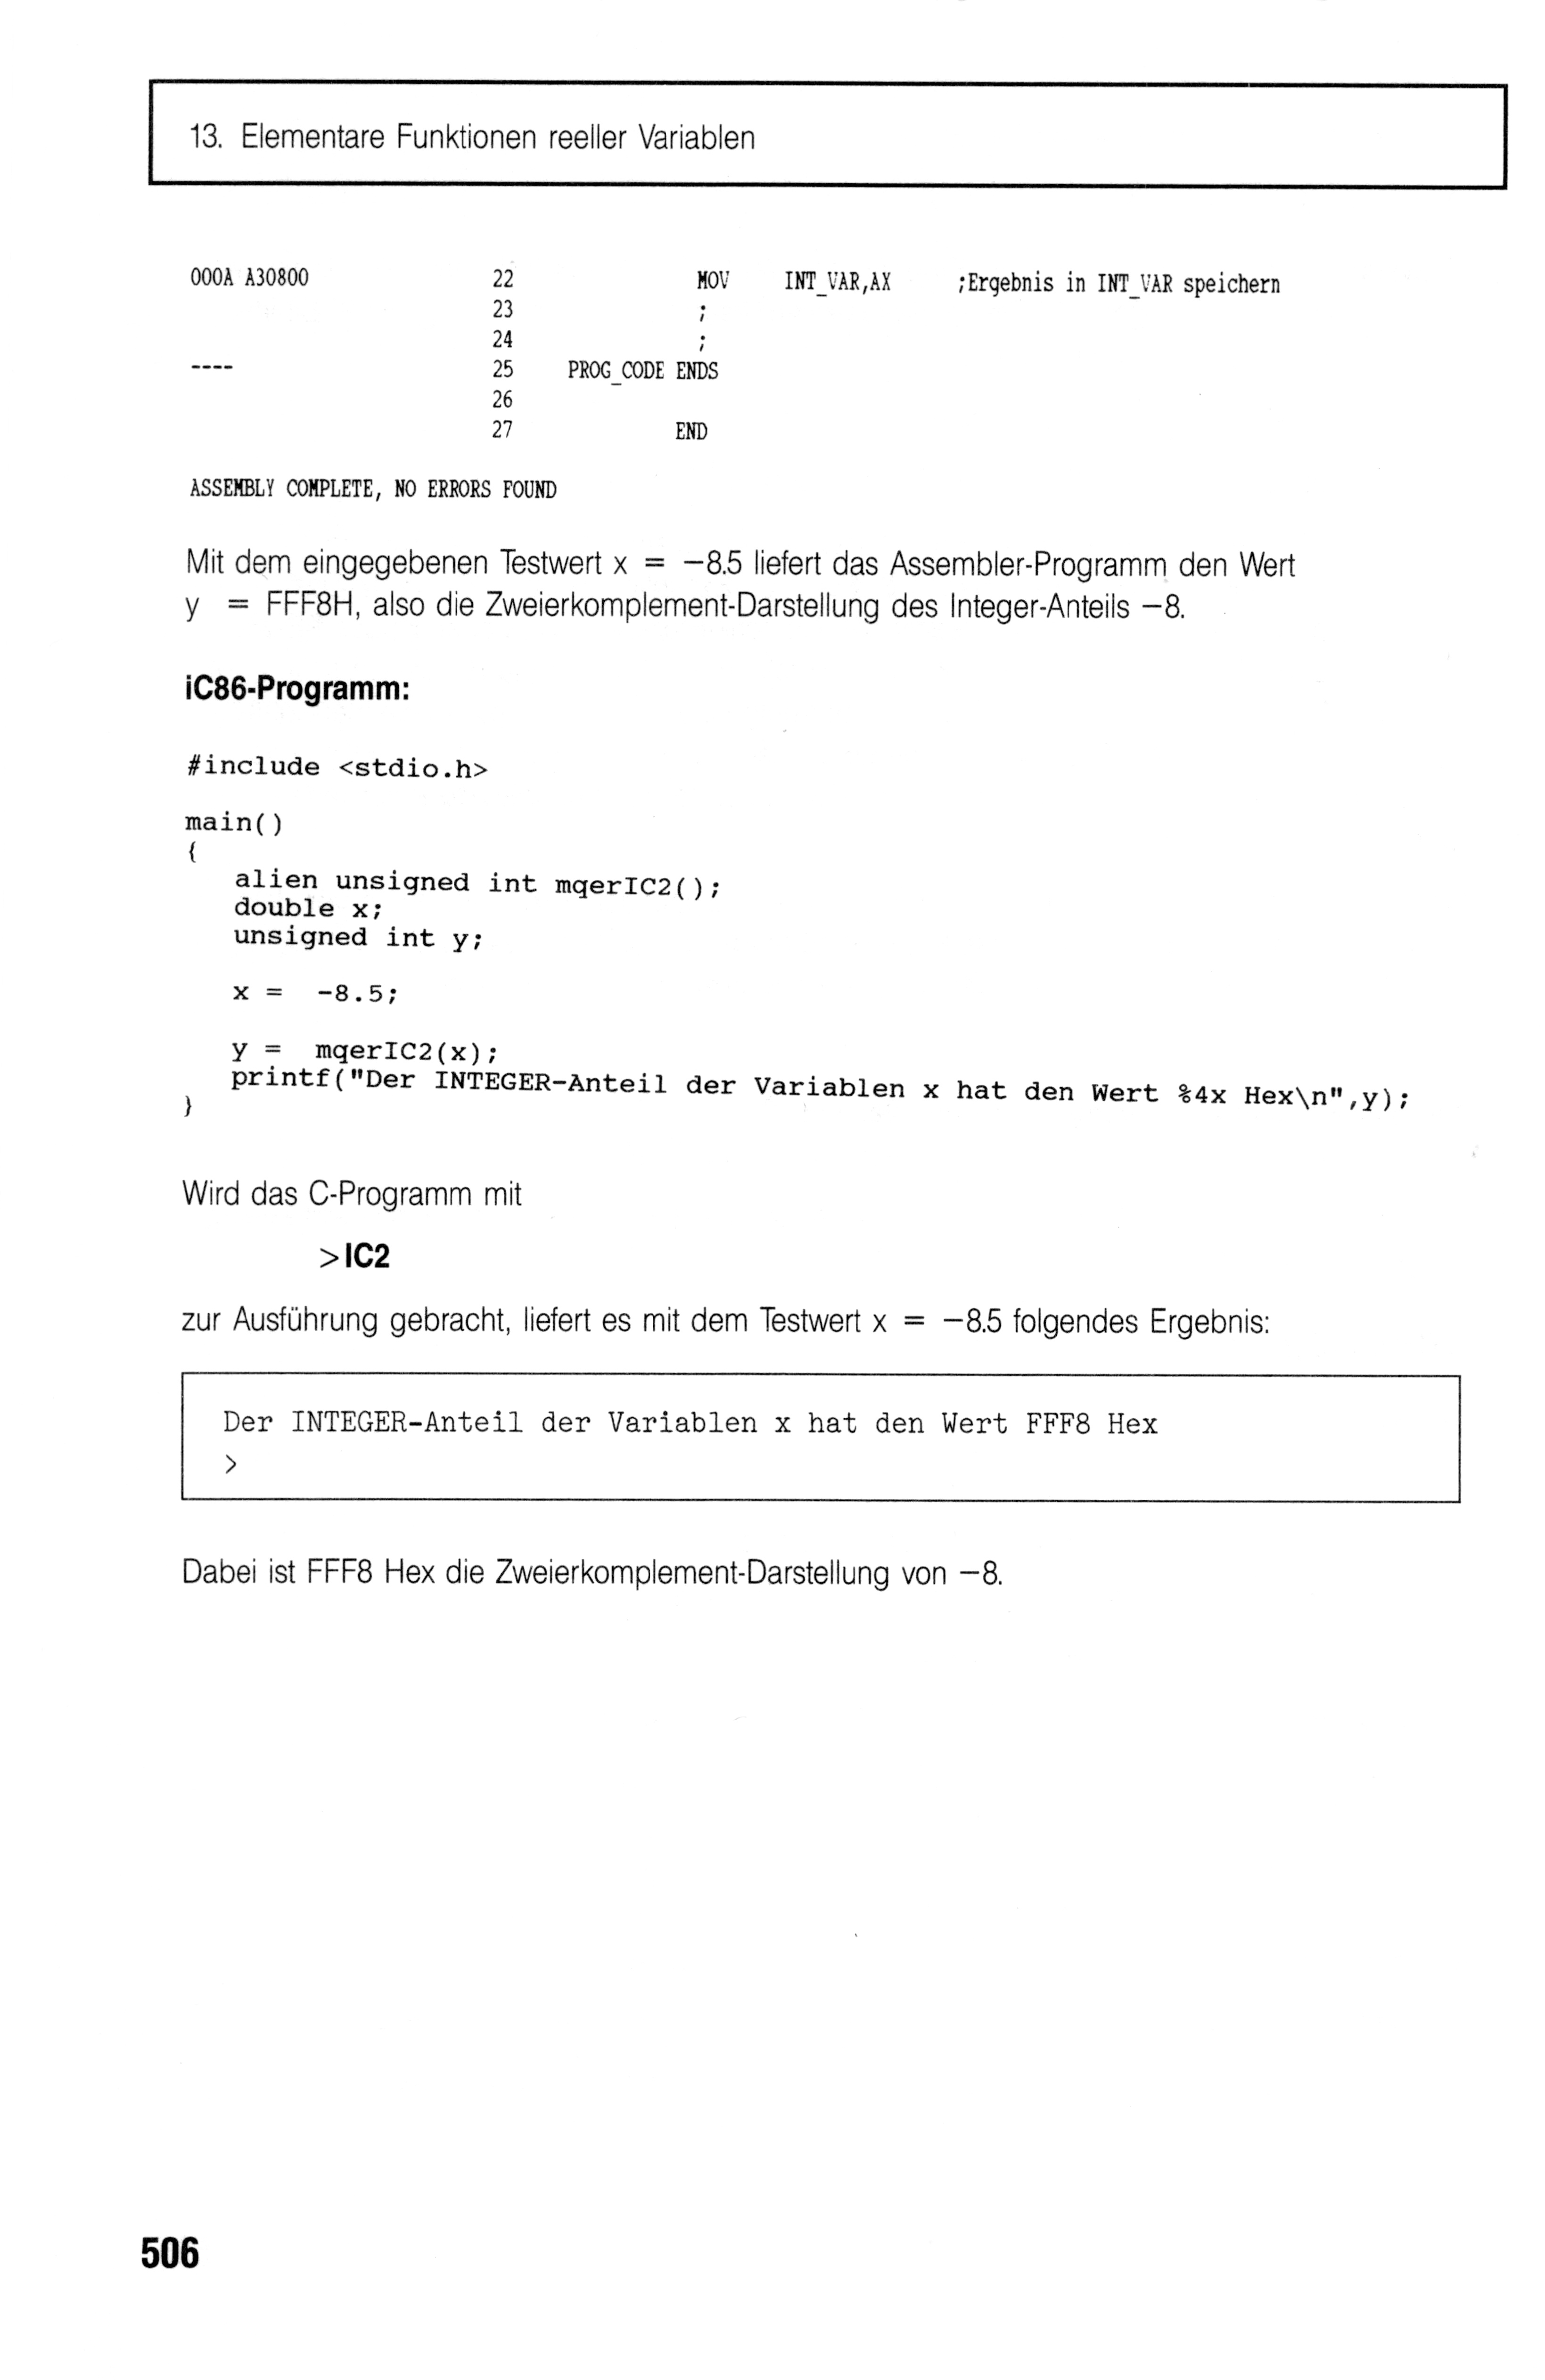 13. Elementare Funktionen reeller Variablen
000A A30800 22 MOV INT_VAR,AX ;Ergebnis in INT_VAR speichern
23 ;
24 ;
---- 25 PROG_CODE ENDS
26
27 END
ASSEMBLY COMPLETE, NO ERRORS FOUND
Mit dem eingegebenen Testwert x = −8.5 liefert das Assembler-Programm den Wert
y = FFF8H, also die Zweierkomplement-Darstellung des Integer-Anteils −8.
iC86-Programm:
#include <stdio.h>
main()
{
alien unsigned int mqerIC2();
double x;
unsigned int y;
x = -8.5;
y = mqerIC2(x);
printf("Der INTEGER-Anteil der Variablen x hat den Wert %4x Hex\n",y);
}
Wird das C-Programm mit
>IC2
zur Ausführung gebracht, liefert es mit dem Testwert x = −8.5 folgendes Ergebnis:
Der INTEGER-Anteil der Variablen x hat den Wert FFF8 Hex
>
Dabei ist FFF8 Hex die Zweierkomplement-Darstellung von −8.
506